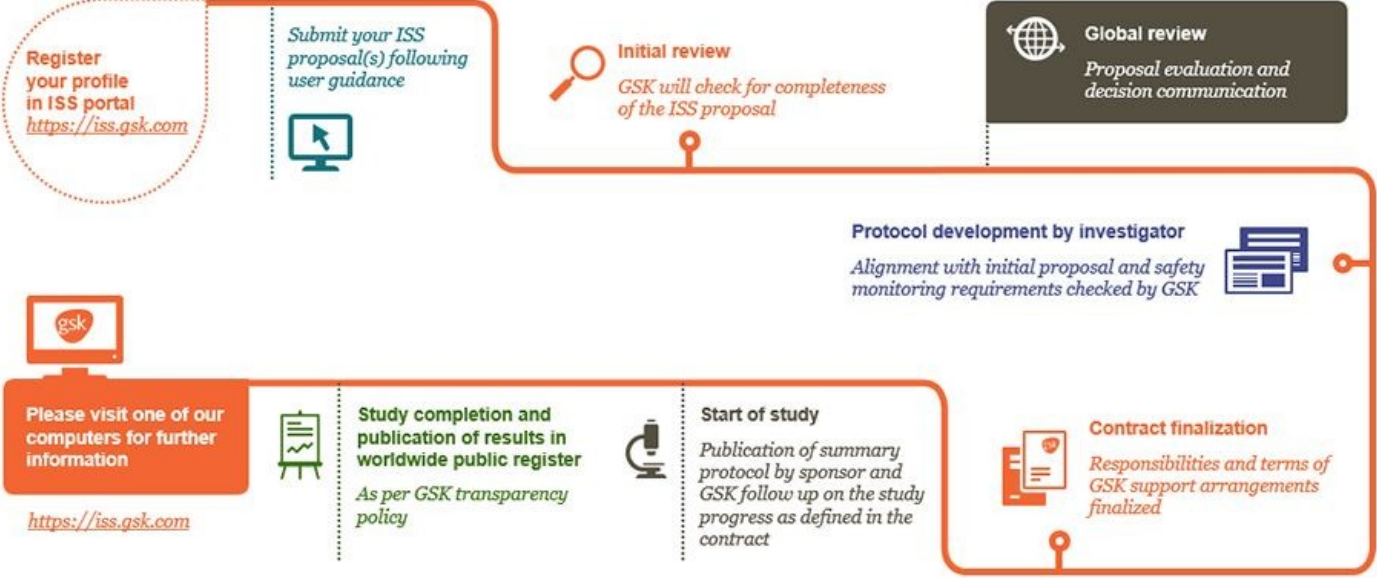 Register
your profile
in ISS portal
https://iss.gsk.com
Submit your ISS
proposal(s) following
user guidance
Initial review
GSK will check for completeness
of the ISS proposal
Global review
Proposal evaluation and
decision communication
Protocol development by investigator
Alignment with initial proposal and safety
monitoring requirements checked by GSK
Contract finalization
Responsibilities and terms of
GSK support arrangements
finalized
gsk
Start of study
Publication of summary
protocol by sponsor and
GSK follow up on the study
progress as defined in the
contract
Study completion and
publication of results in
worldwide public register
As per GSK transparency
policy
gsk
Please visit one of our
computers for further
information
https://iss.gsk.com